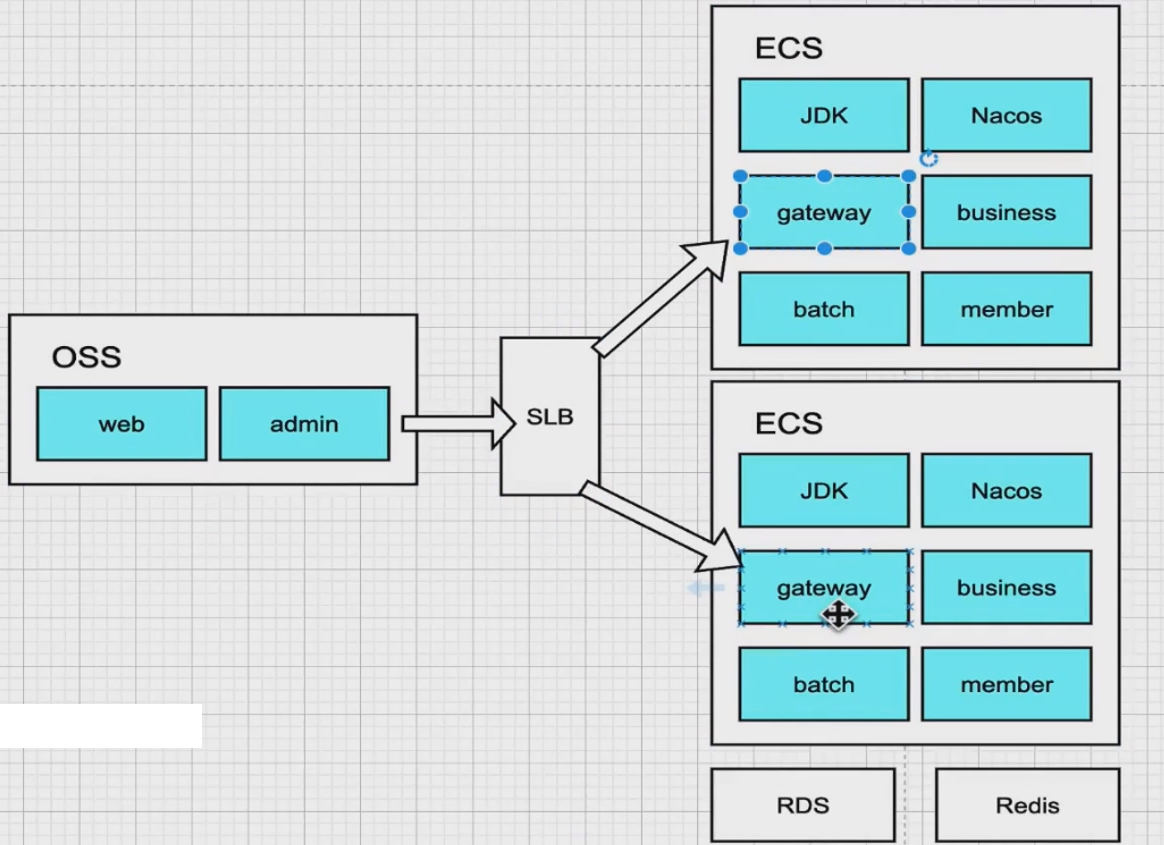 ECS
JDK
Nacos
gateway
business
batch
member
OSS
web
admin
SLB
ECS
JDK
Nacos
gateway
business
batch
member
RDS
Redis